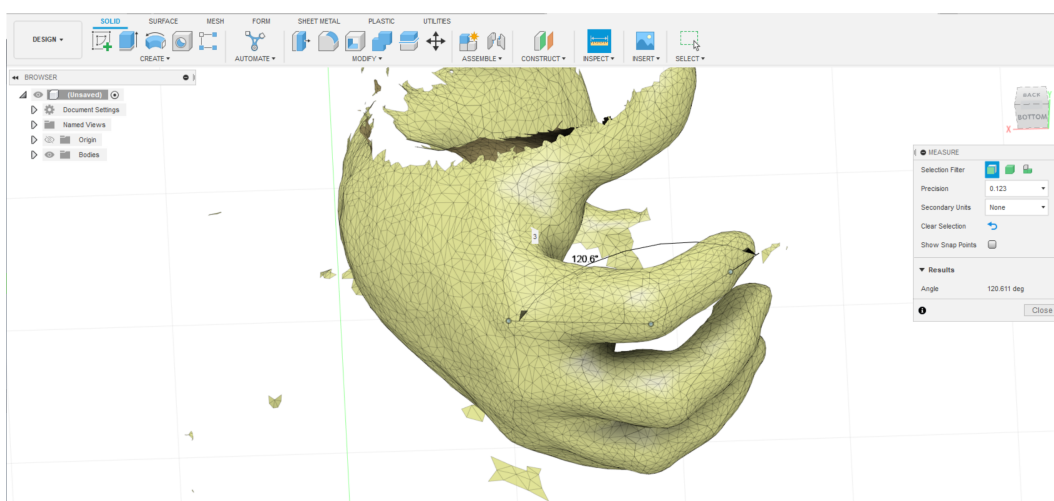 SOLID SURFACE MESH FORM SHEET METAL PLASTIC UTILITIES
DESIGN
CREATE AUTOMATE MODIFY ASSEMBLE CONSTRUCT INSPECT INSERT SELECT
BROWSER
(Unsaved)
Document Settings
Named Views
Origin
Bodies
BACK
BOTTOM
Y
X
MEASURE
Selection Filter
Precision 0.123
Secondary Units None
Clear Selection
Show Snap Points
Results
Angle 120.611 deg
Close
3
120.6°